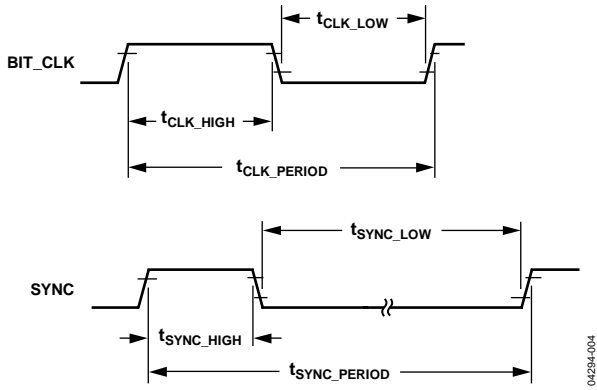 tCLK_LOW
BIT_CLK
tCLK_HIGH
tCLK_PERIOD
tSYNC_LOW
SYNC
tSYNC_HIGH
tSYNC_PERIOD
04294-004